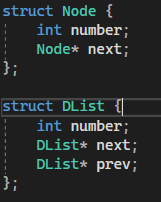 struct Node {
    int number;
    Node* next;
};

struct DList {
    int number;
    DList* next;
    DList* prev;
};